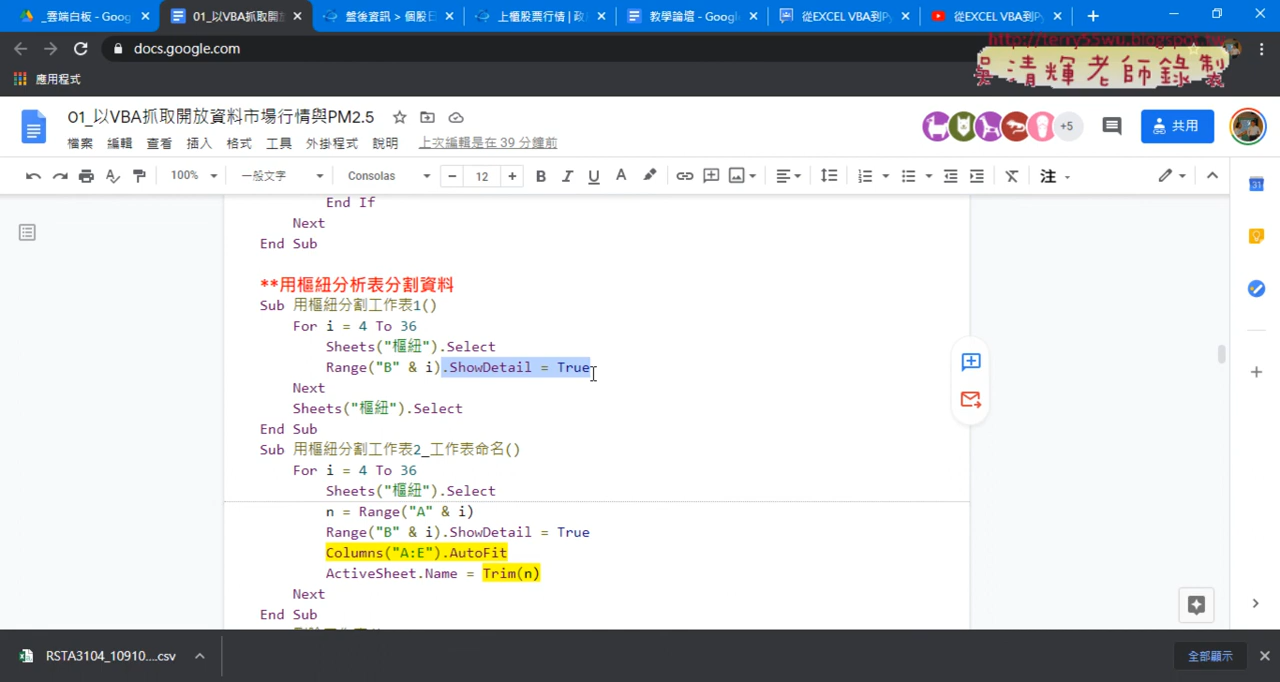 _雲端白板 - Goog
01_以VBA抓取開放
盤後資訊 > 個股日
上櫃股票行情 | 政
教學論壇 - Google
從EXCEL VBA到Py
從EXCEL VBA到Py
docs.google.com
http://terry55wu.blogspot.tw
吳清輝老師錄製
應用程式
01_以VBA抓取開放資料市場行情與PM2.5
+5
共用
檔案 編輯 查看 插入 格式 工具 外掛程式 說明 上次編輯是在 39 分鐘前
100% 一般文字 Consolas 12 B I U A 注
End If
Next
End Sub
**用樞紐分析表分割資料
Sub 用樞紐分割工作表1()
For i = 4 To 36
Sheets("樞紐").Select
Range("B" & i).ShowDetail = True
Next
Sheets("樞紐").Select
End Sub
Sub 用樞紐分割工作表2_工作表命名()
For i = 4 To 36
Sheets("樞紐").Select
n = Range("A" & i)
Range("B" & i).ShowDetail = True
Columns("A:E").AutoFit
ActiveSheet.Name = Trim(n)
Next
End Sub
RSTA3104_10910....csv
全部顯示